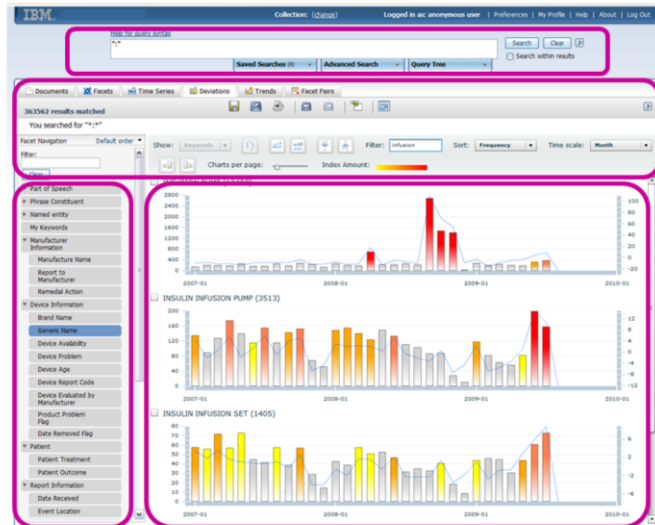 IBM.
Collection: (change) Logged in as: anonymous user | Preferences | My Profile | Help | About | Log Out
Help for query syntax
*:*
Search Clear
Search within results
Saved Searches (0) Advanced Search Query Tree
Documents Facets Time Series Deviations Trends Facet Pairs
363562 results matched
You searched for "*:*"
Facet Navigation Default order
Show: Keywords Filter: infusion Sort: Frequency Time scale: Month
Filter:
Clear
Charts per page: Index Amount:
Part of Speech
Phrase Constituent
Named entity
My Keywords
Manufacturer Information
Manufacture Name
Report to Manufacturer
Remedial Action
Device Information
Brand Name
Generic Name
Device Availability
Device Problem
Device Age
Device Report Code
Device Evaluated by Manufacturer
Product Problem Flag
Date Removed Flag
Patient
Patient Treatment
Patient Outcome
Report Information
Date Received
Event Location
INFUSION PUMP
2800
2400
2000
1600
1200
800
400
0
100
80
60
40
20
0
-20
2007-01 2008-01 2009-01 2010-01
INSULIN INFUSION PUMP (3513)
200
160
120
80
40
0
12
8
4
0
-4
-8
-12
2007-01 2008-01 2009-01 2010-01
INSULIN INFUSION SET (1405)
80
70
60
50
40
30
20
10
0
6
2
-2
-6
2007-01 2008-01 2009-01 2010-01